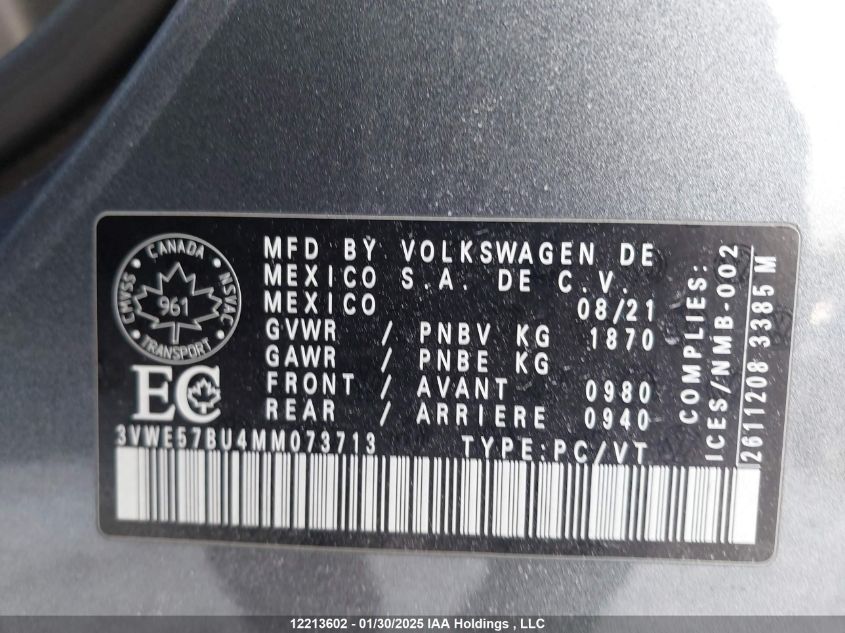 CANADA
CMVSS
NSVAC
961
TRANSPORT
EC
MFD BY VOLKSWAGEN DE
MEXICO S.A. DE C.V.
MEXICO 08/21
GVWR / PNBV KG 1870
GAWR / PNBE KG
FRONT / AVANT 0980
REAR / ARRIERE 0940
3VWE57BU4MM073713 TYPE:PC/VT
COMPLIES:
ICES/NMB-002
2611208 3385 M
12213602 - 01/30/2025 IAA Holdings , LLC